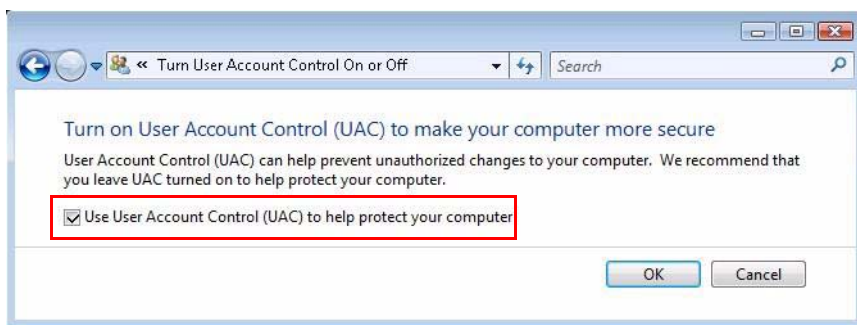 « Turn User Account Control On or Off
Search
Turn on User Account Control (UAC) to make your computer more secure
User Account Control (UAC) can help prevent unauthorized changes to your computer. We recommend that
you leave UAC turned on to help protect your computer.
Use User Account Control (UAC) to help protect your computer
OK
Cancel